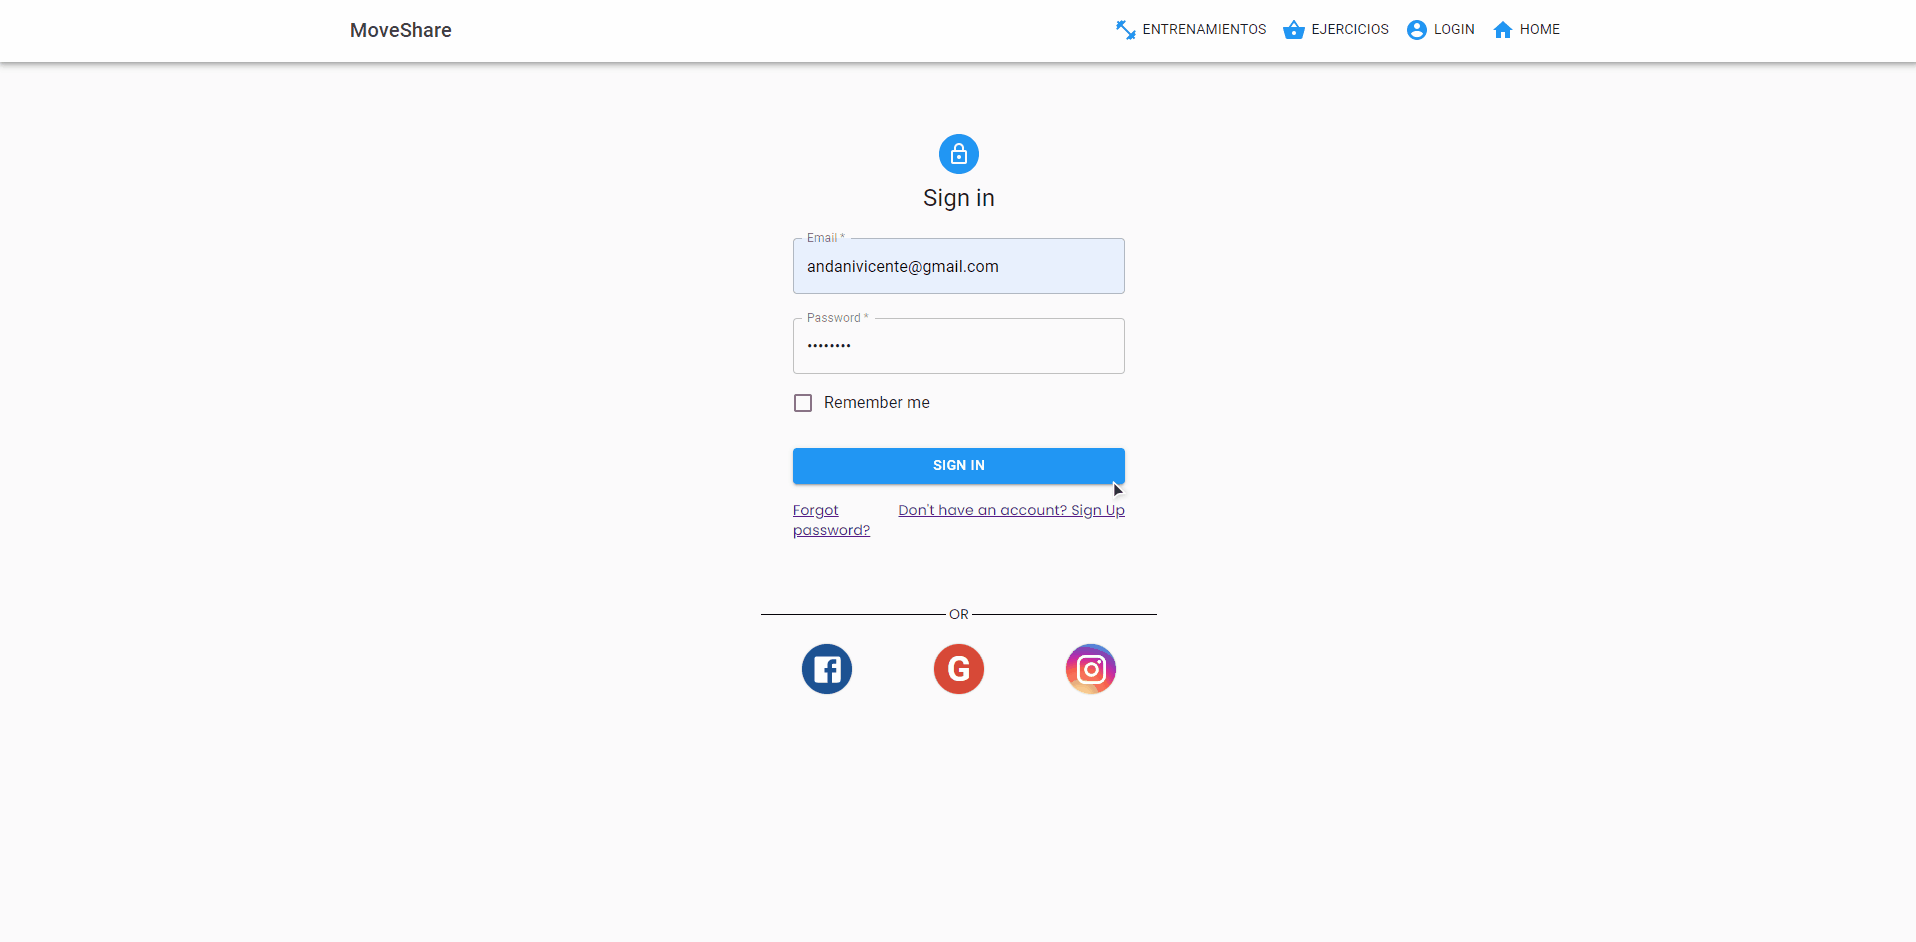 MoveShare
ENTRENAMIENTOS
EJERCICIOS
LOGIN
HOME
Sign in
Email *
andanivicente@gmail.com
Password *
••••••••
Remember me
SIGN IN
Forgot
password?
Don't have an account? Sign Up
OR
G